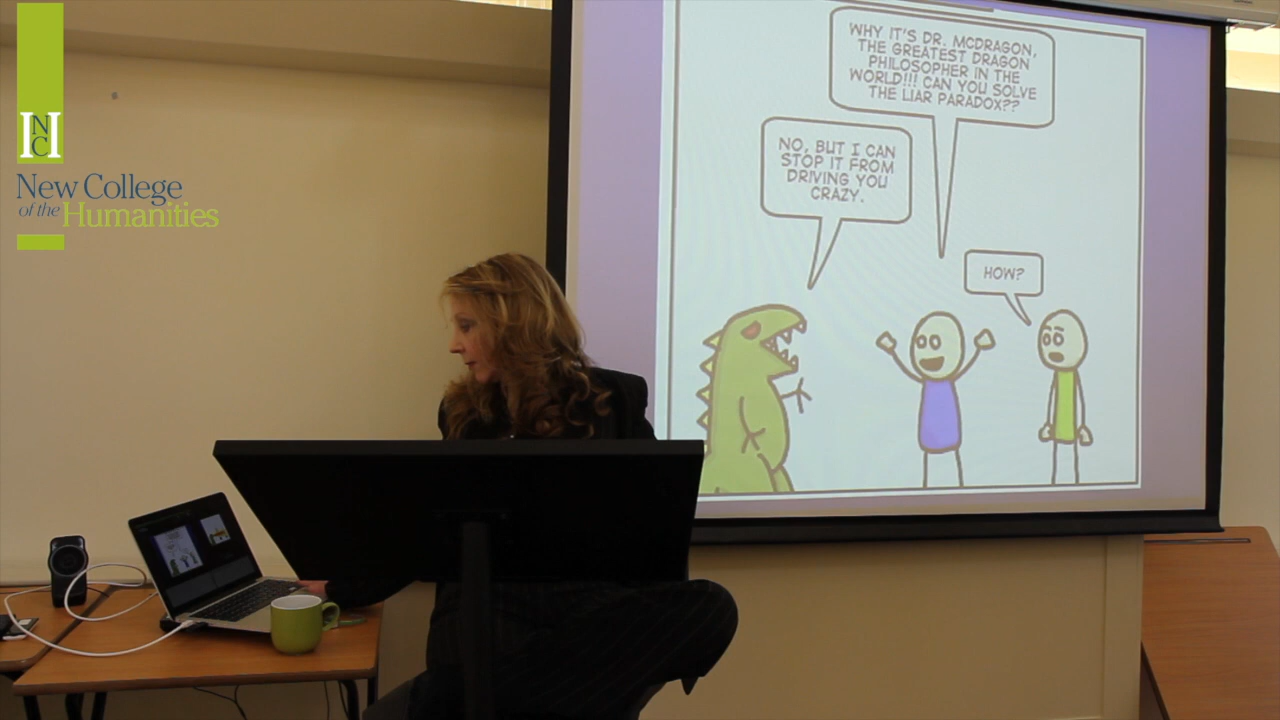 NCH
New College
of the Humanities
WHY IT'S DR. MCDRAGON,
THE GREATEST DRAGON
PHILOSOPHER IN THE
WORLD!!! CAN YOU SOLVE
THE LIAR PARADOX??
NO, BUT I CAN
STOP IT FROM
DRIVING YOU
CRAZY.
HOW?